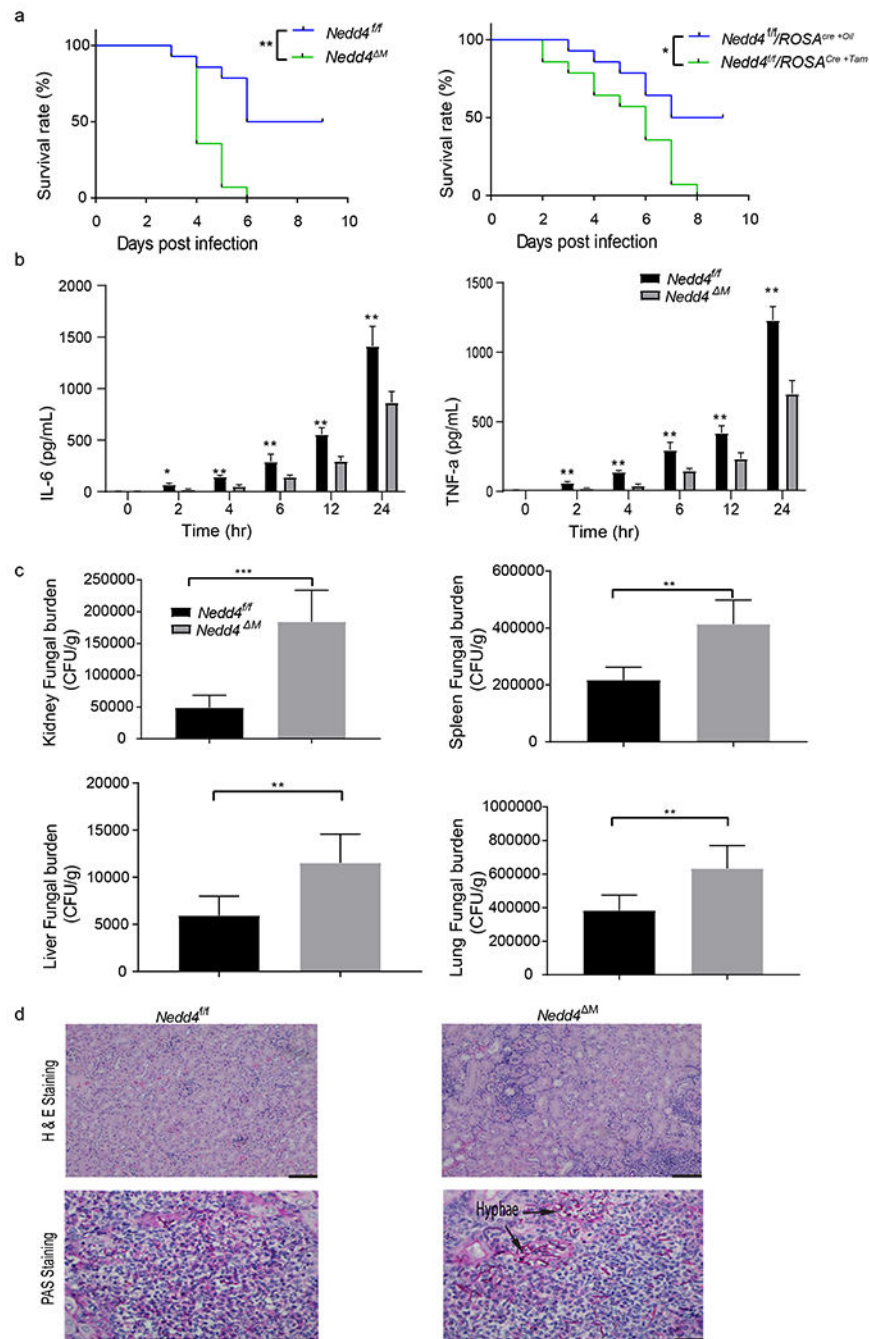 a
Nedd4f/f
**
Nedd4ΔM
Survival rate (%)
100
50
0
0 2 4 6 8 10
Days post infection
Nedd4f/f/ROSAcre +Oil
*
Nedd4f/f/ROSACre +Tam
Survival rate (%)
100
50
0
0 2 4 6 8 10
Days post infection
b
IL-6 (pg/mL)
2000
1500
1000
500
0
* ** ** ** **
0 2 4 6 12 24
Time (hr)
Nedd4f/f
Nedd4 ΔM
TNF-a (pg/mL)
1500
1000
500
0
** ** ** ** **
0 2 4 6 12 24
Time (hr)
c
Kidney Fungal burden
(CFU/g)
250000
200000
150000
100000
50000
0
***
Nedd4f/f
Nedd4 ΔM
Spleen Fungal burden
(CFU/g)
600000
400000
200000
0
**
Liver Fungal burden
(CFU/g)
20000
15000
10000
5000
0
**
Lung Fungal burden
(CFU/g)
1000000
800000
600000
400000
200000
0
**
d
Nedd4f/f
Nedd4ΔM
H & E Staining
PAS Staining
Hyphae